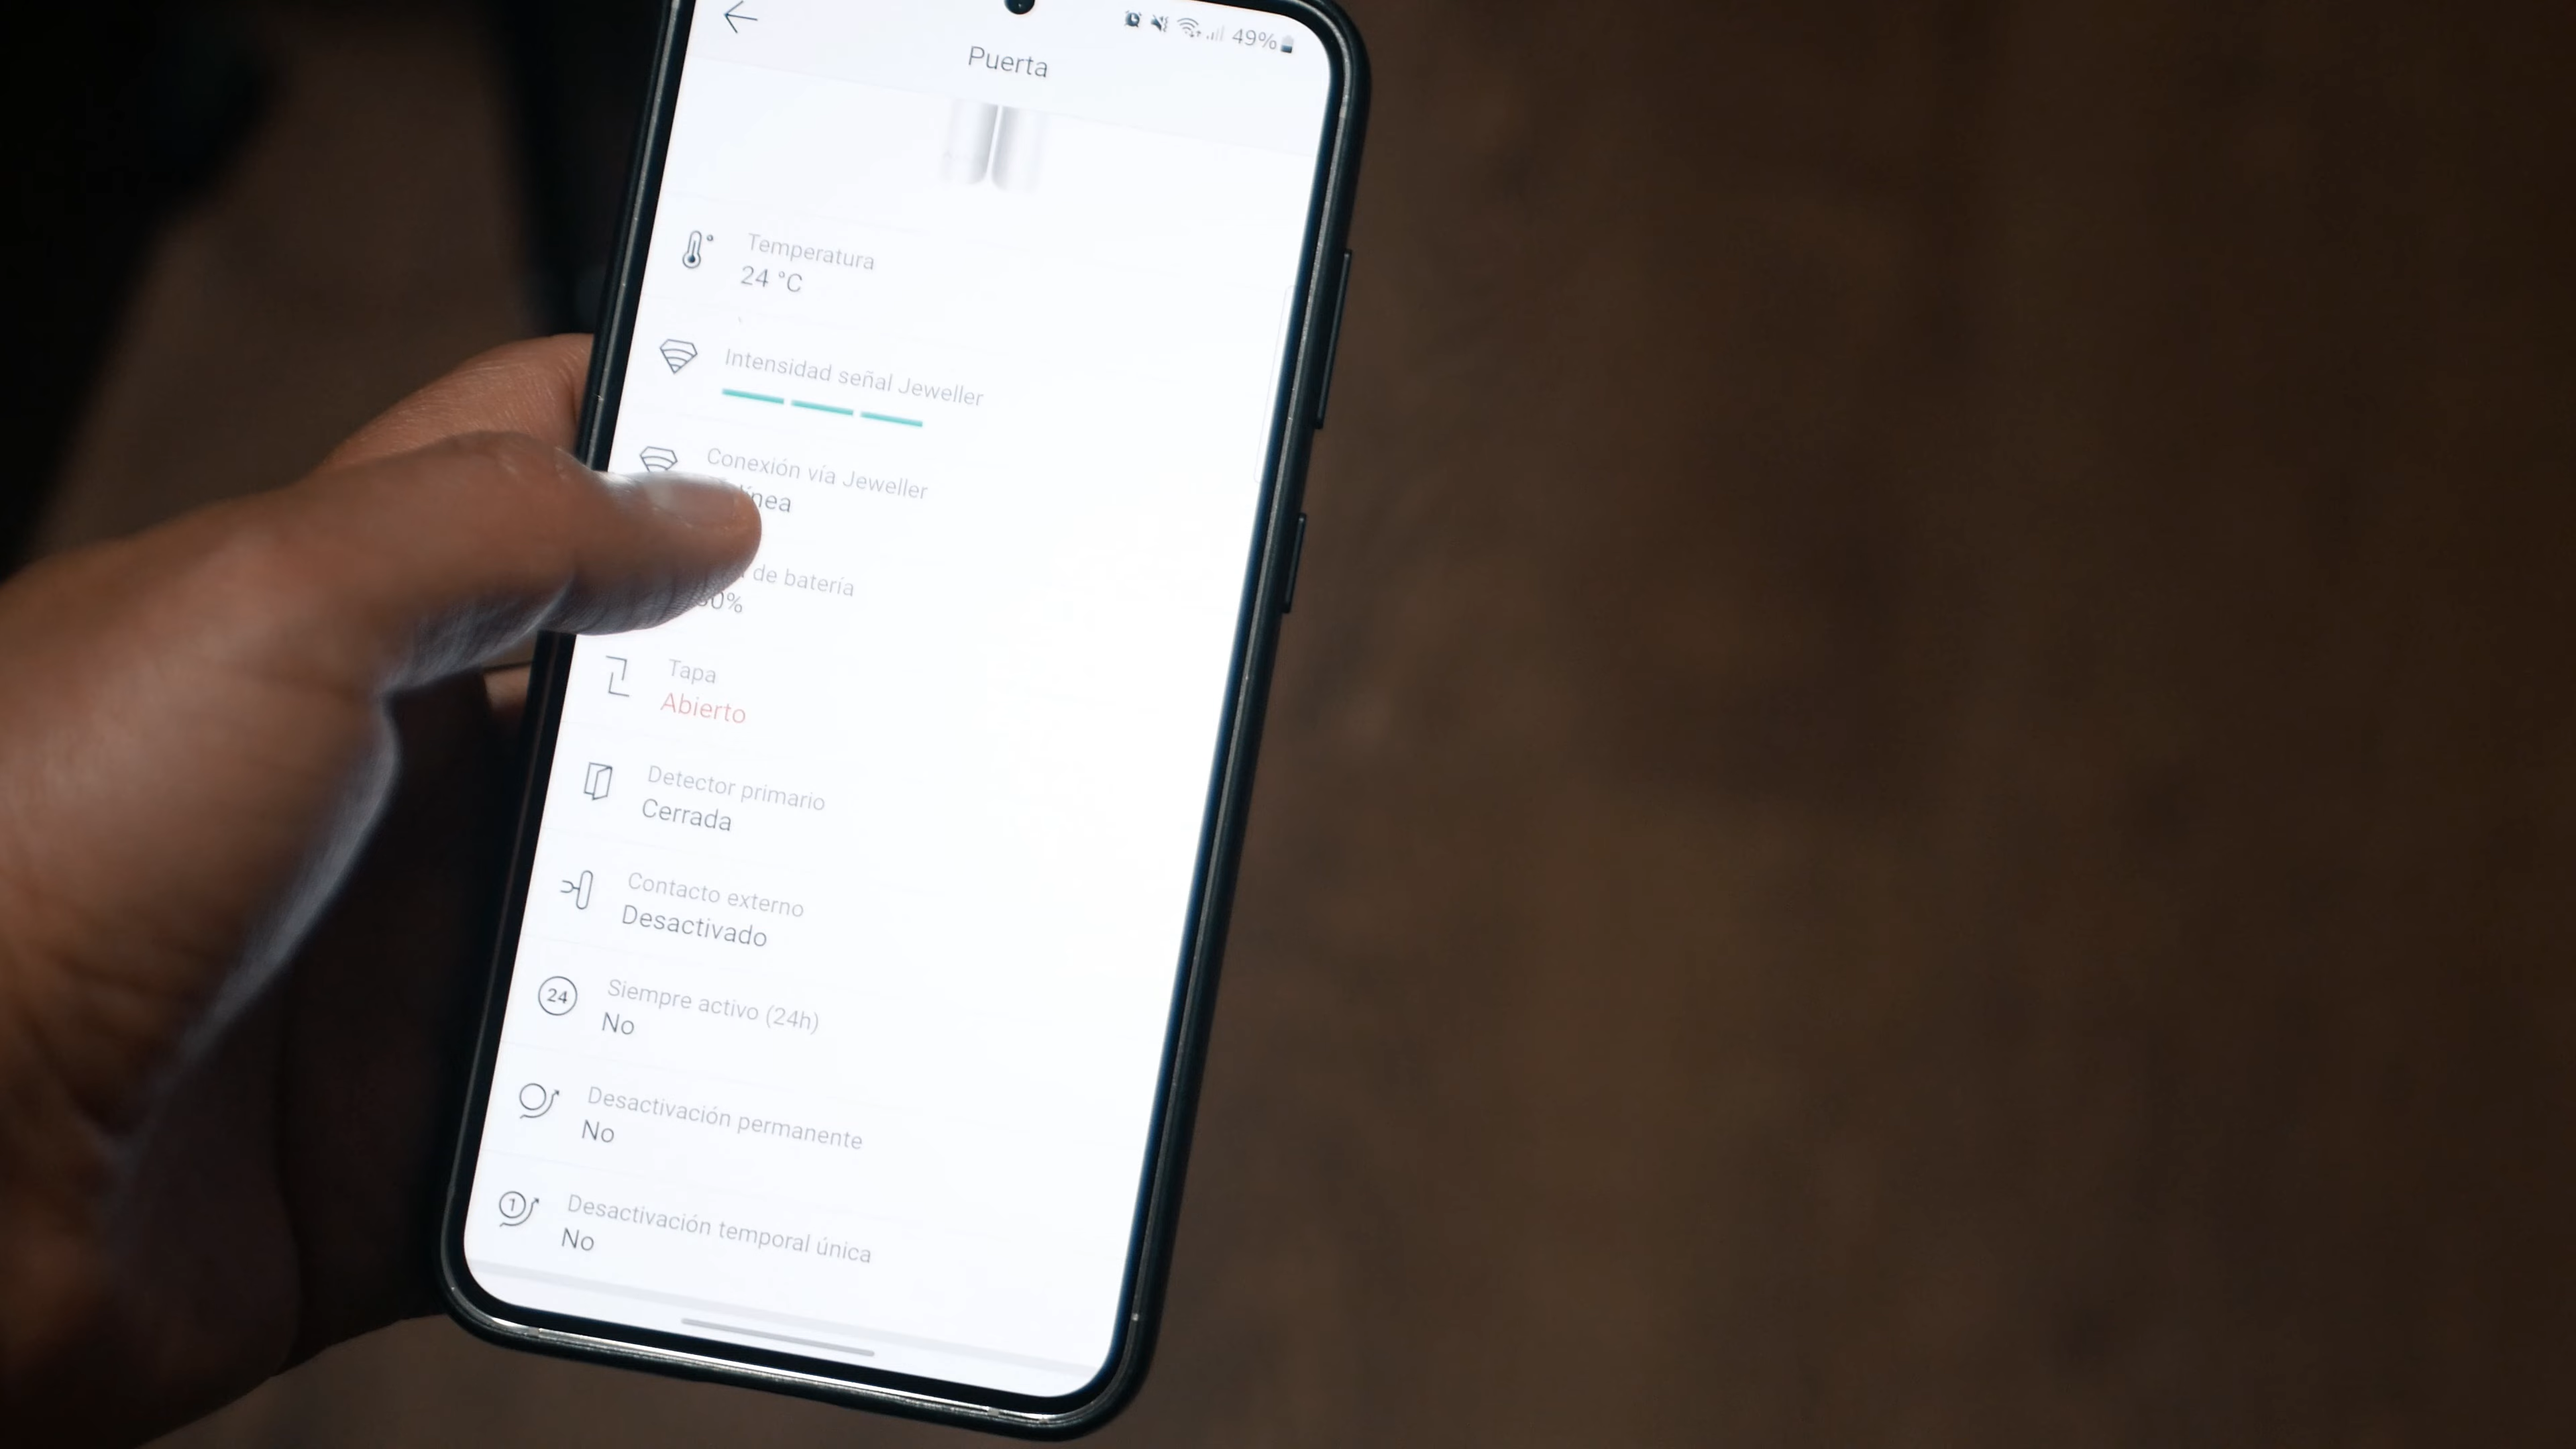 49%
Puerta
Temperatura
24 °C
Intensidad señal Jeweller
Conexión vía Jeweller
de batería
Tapa
Abierto
Detector primario
Cerrada
Contacto externo
Desactivado
24
Siempre activo (24h)
No
Desactivación permanente
No
1
Desactivación temporal única
No